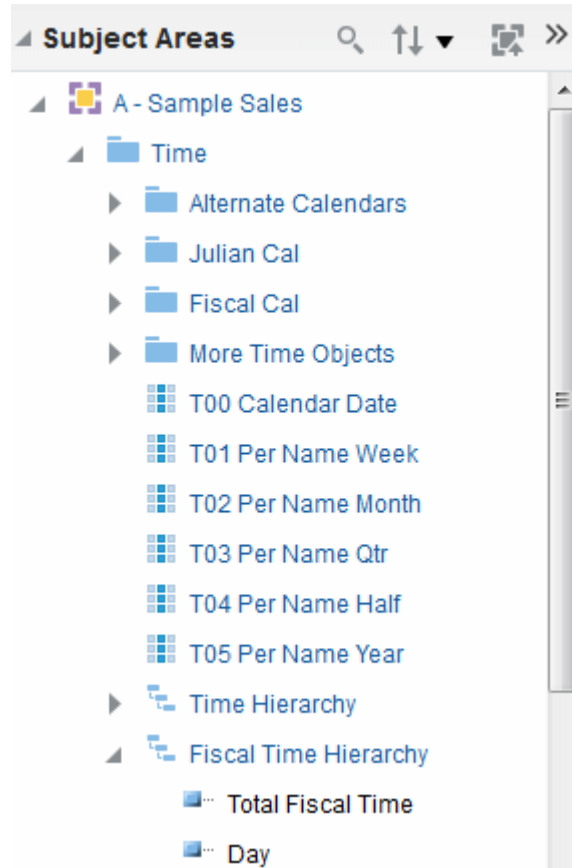 Subject Areas
A - Sample Sales
Time
Alternate Calendars
Julian Cal
Fiscal Cal
More Time Objects
T00 Calendar Date
T01 Per Name Week
T02 Per Name Month
T03 Per Name Qtr
T04 Per Name Half
T05 Per Name Year
Time Hierarchy
Fiscal Time Hierarchy
Total Fiscal Time
Day